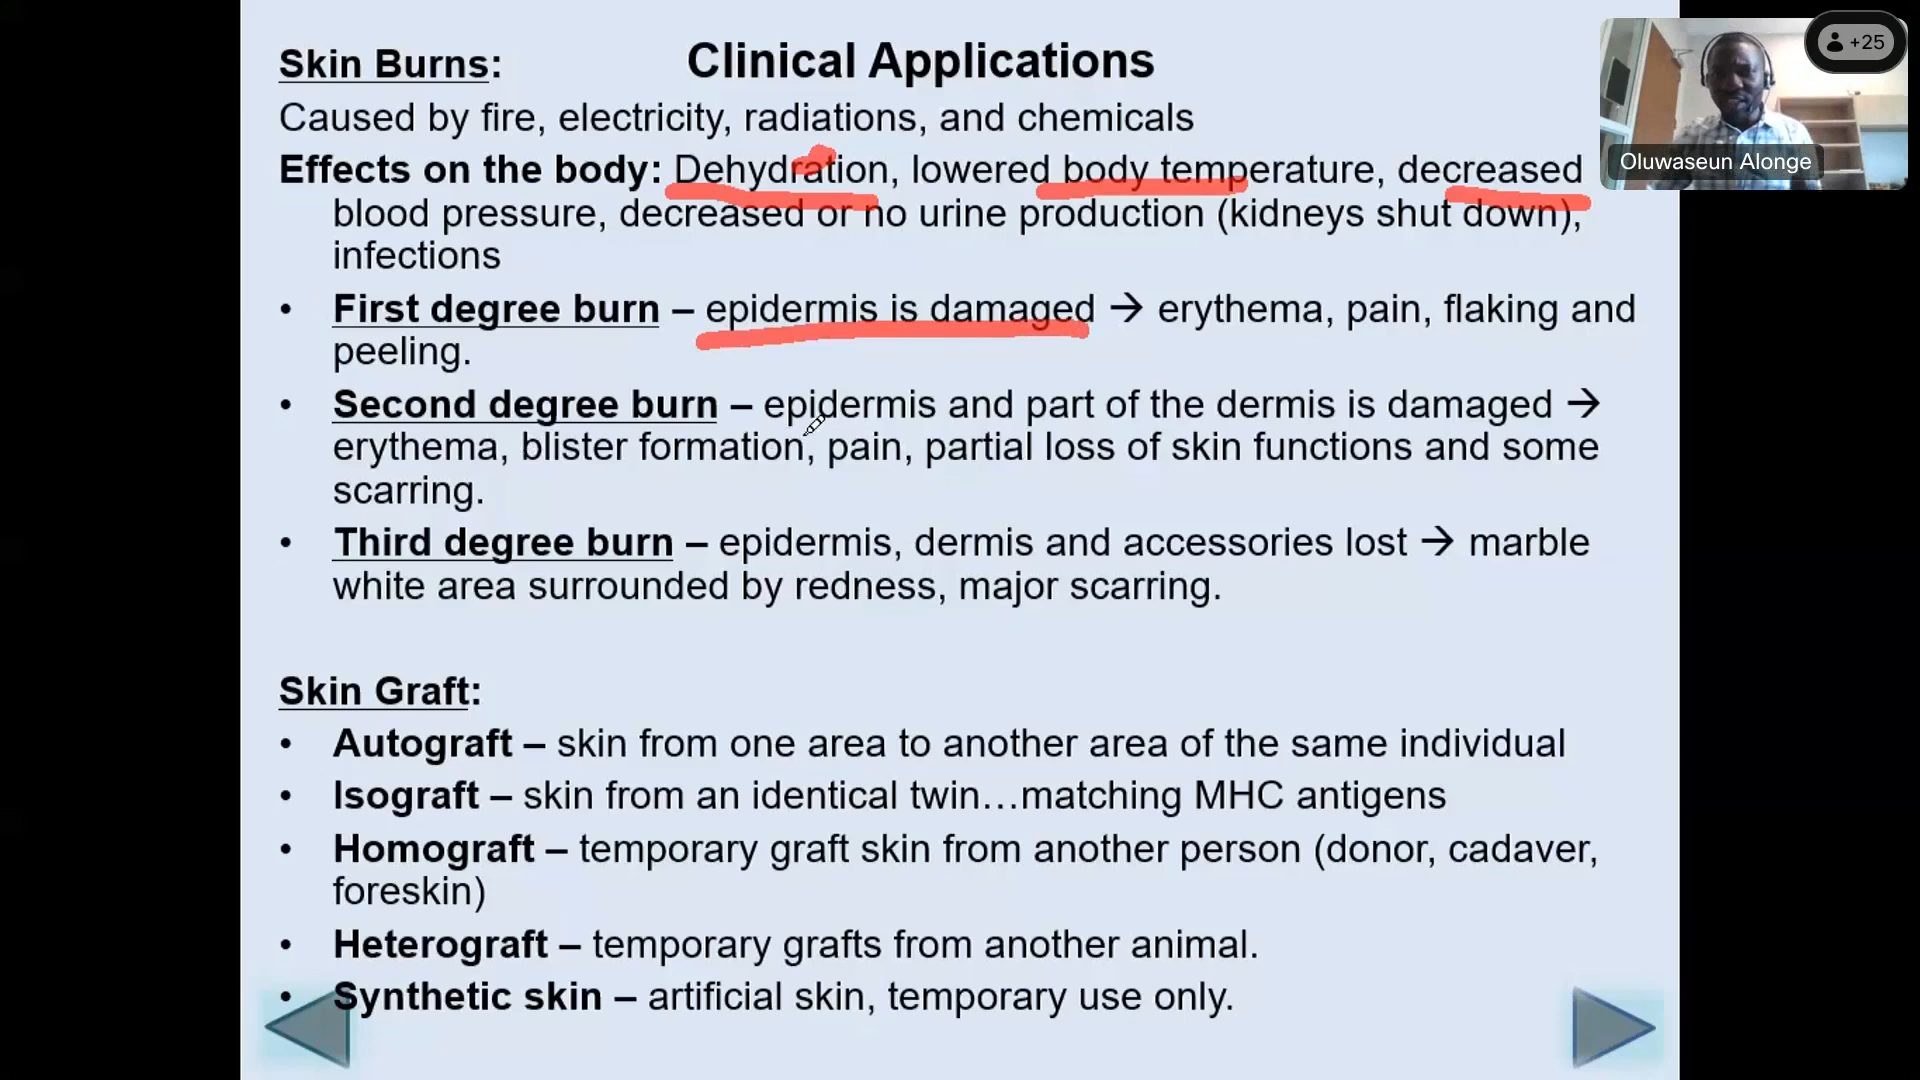 Clinical Applications
Skin Burns:
Caused by fire, electricity, radiations, and chemicals
Effects on the body: Dehydration, lowered body temperature, decreased
blood pressure, decreased or no urine production (kidneys shut down),
infections
• First degree burn – epidermis is damaged → erythema, pain, flaking and
peeling.
• Second degree burn – epidermis and part of the dermis is damaged →
erythema, blister formation, pain, partial loss of skin functions and some
scarring.
• Third degree burn – epidermis, dermis and accessories lost → marble
white area surrounded by redness, major scarring.
Skin Graft:
• Autograft – skin from one area to another area of the same individual
• Isograft – skin from an identical twin…matching MHC antigens
• Homograft – temporary graft skin from another person (donor, cadaver,
foreskin)
• Heterograft – temporary grafts from another animal.
• Synthetic skin – artificial skin, temporary use only.
+25
Oluwaseun Alonge